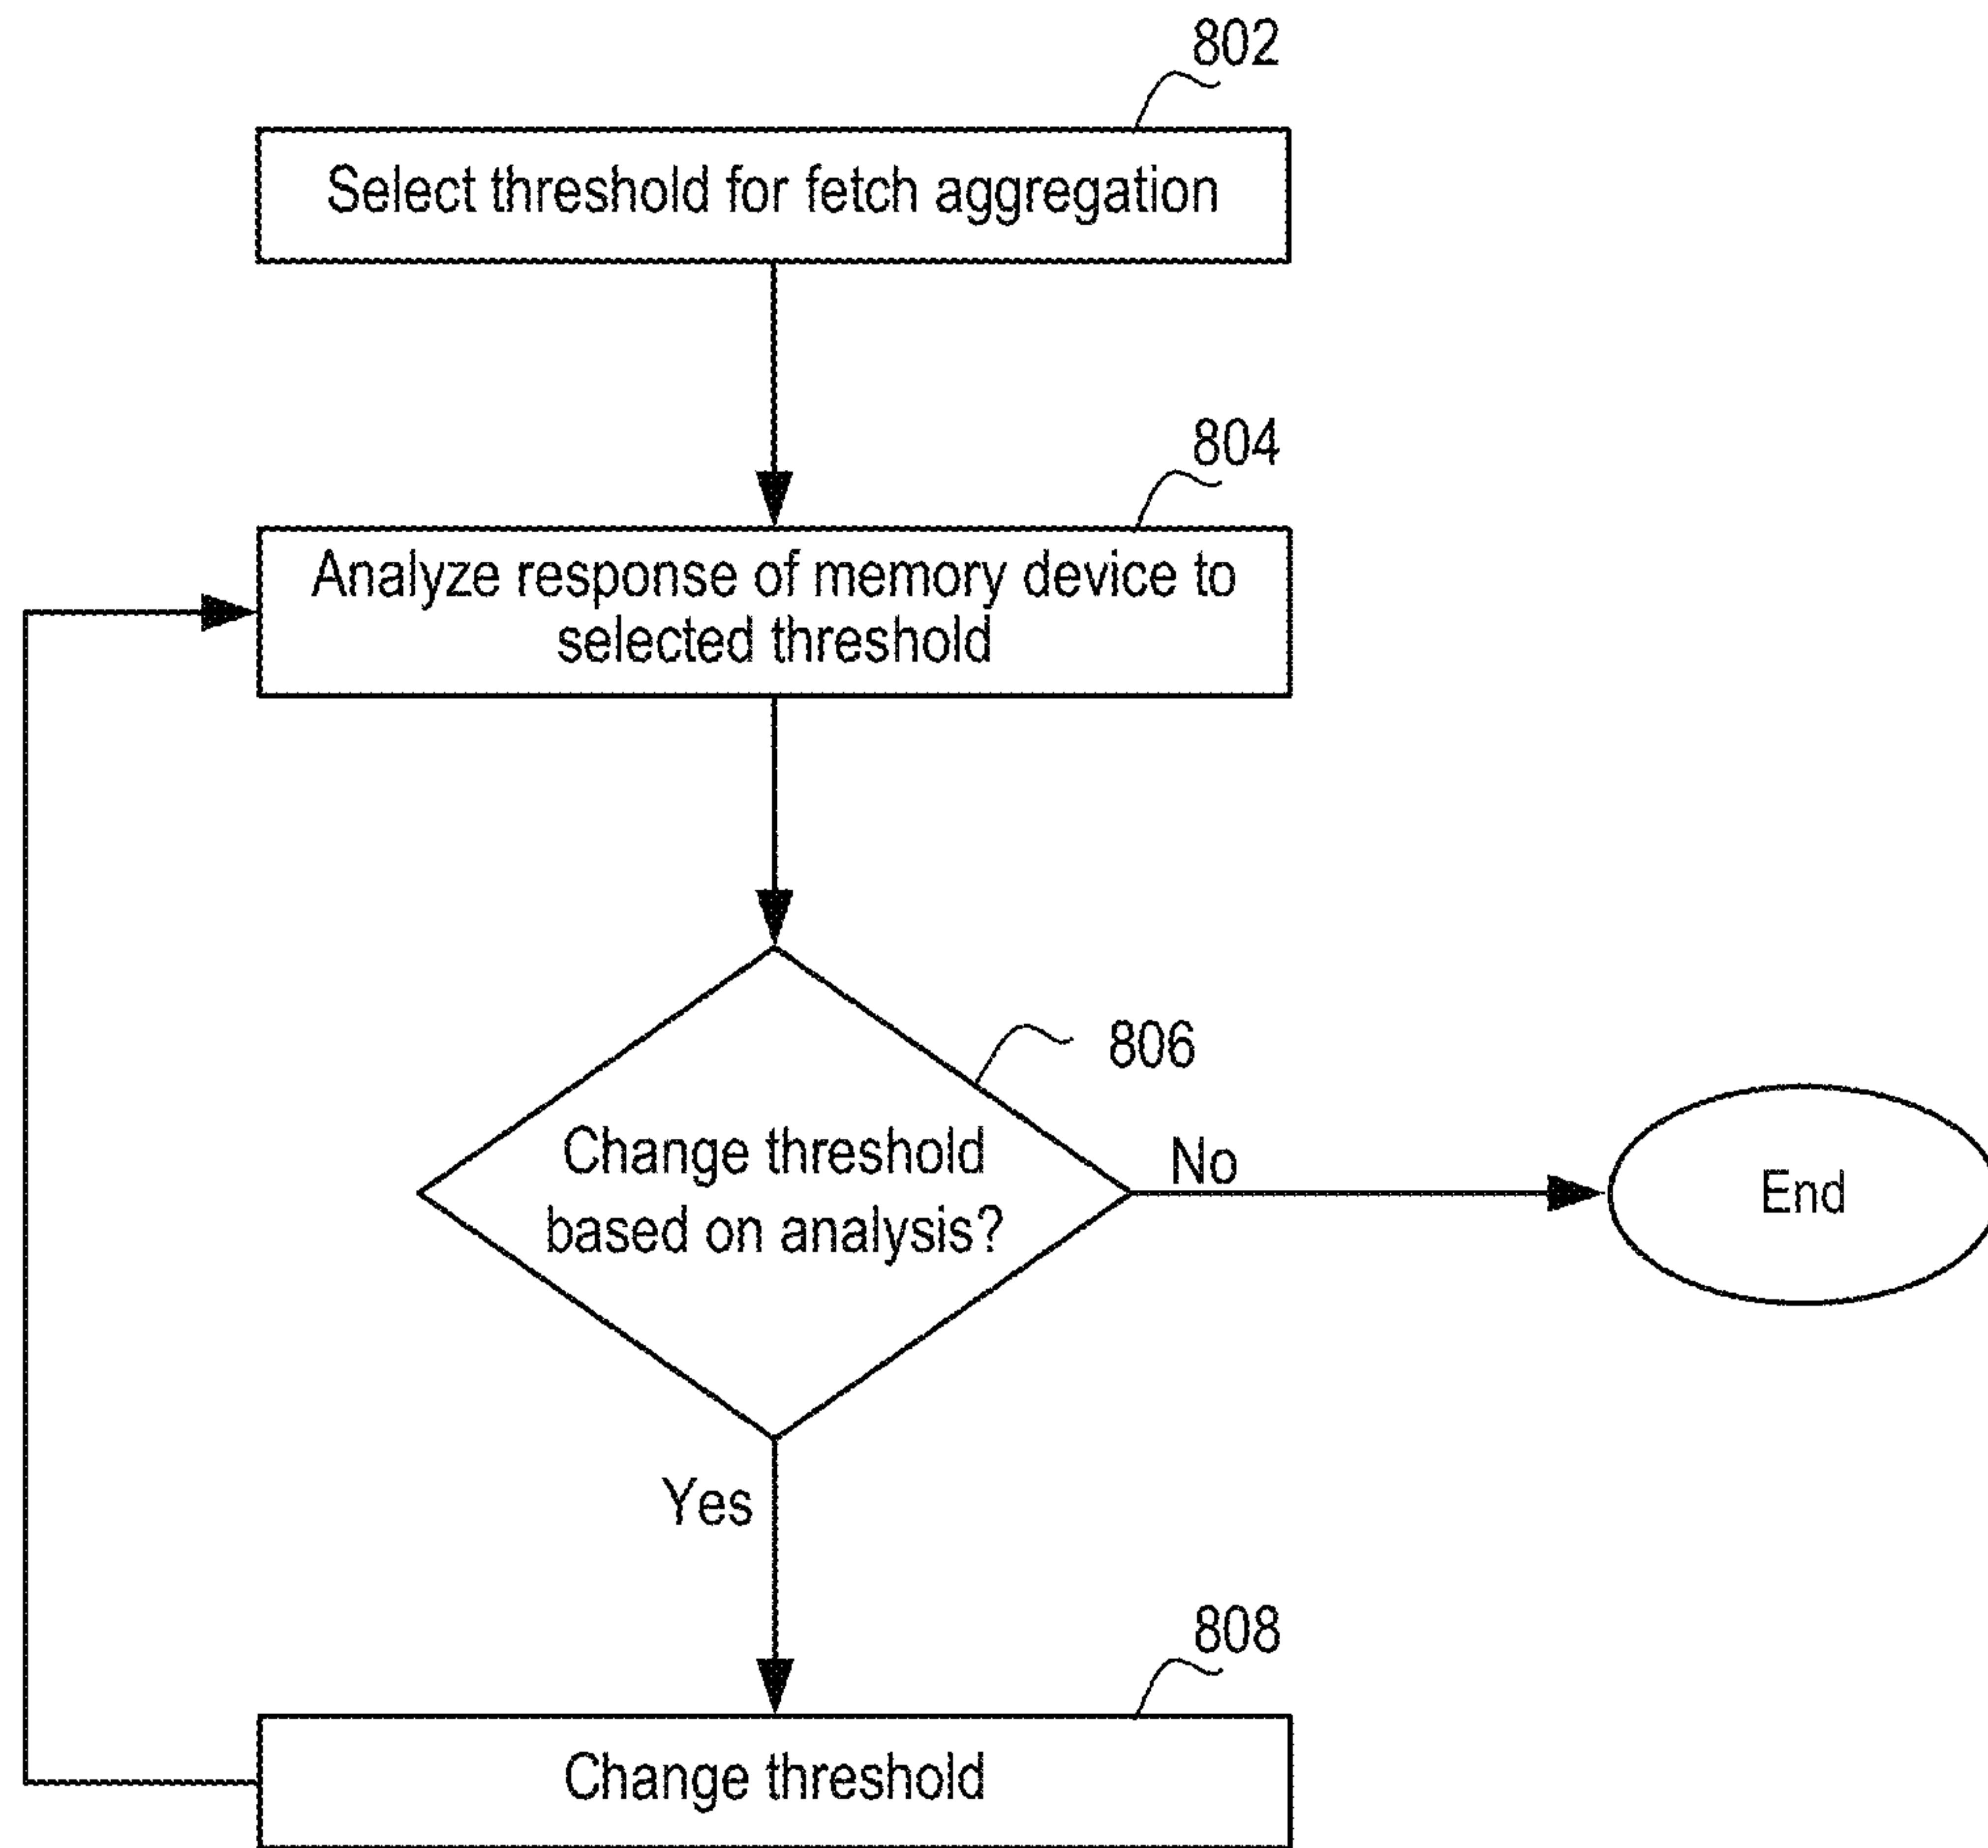 802
Select threshold for fetch aggregation
804
Analyze response of memory device to
selected threshold
806
Change threshold
based on analysis?
No
End
Yes
808
Change threshold